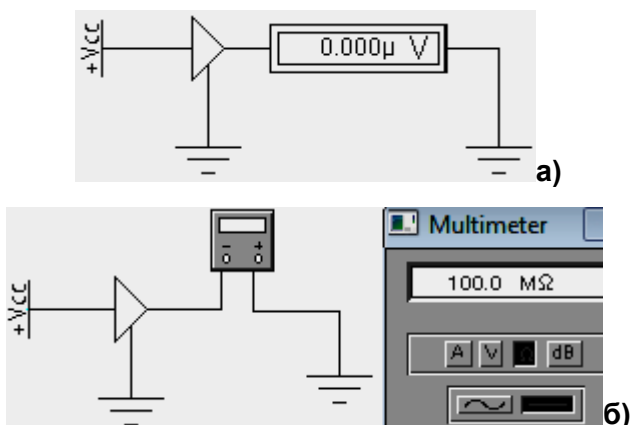 +Vcc
0.000µ V
а)
Multimeter
- +
100.0 MΩ
+Vcc
A V Ω dB
б)